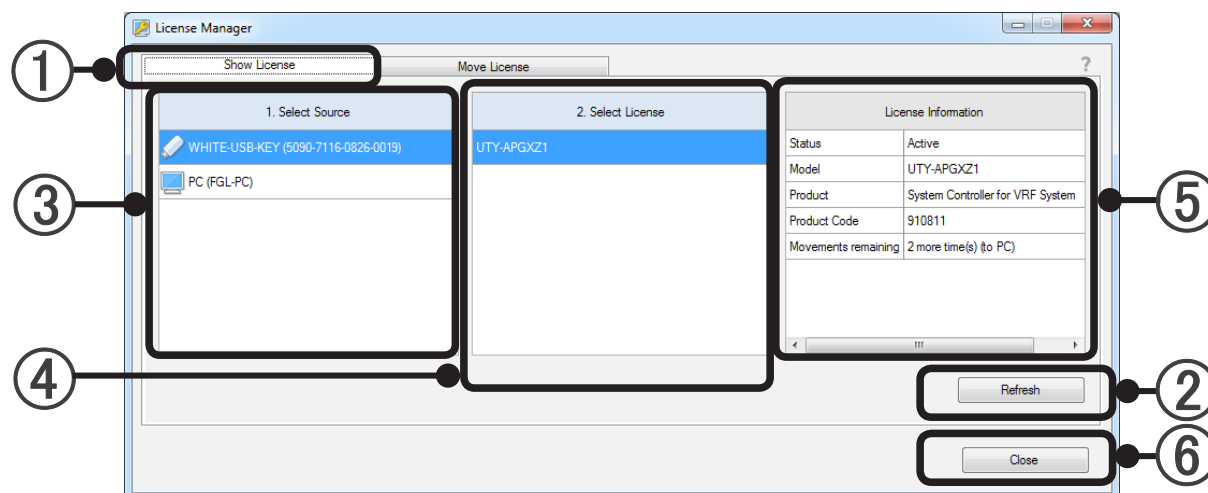 License Manager
①
Show License
Move License
?
1. Select Source
2. Select License
License Information
WHITE-USB-KEY (5090-7116-0826-0019)
UTY-APGXZ1
Status Active
PC (FGL-PC)
Model UTY-APGXZ1
③
Product System Controller for VRF System
⑤
Product Code 910811
Movements remaining 2 more time(s) (to PC)
④
Refresh
②
Close
⑥